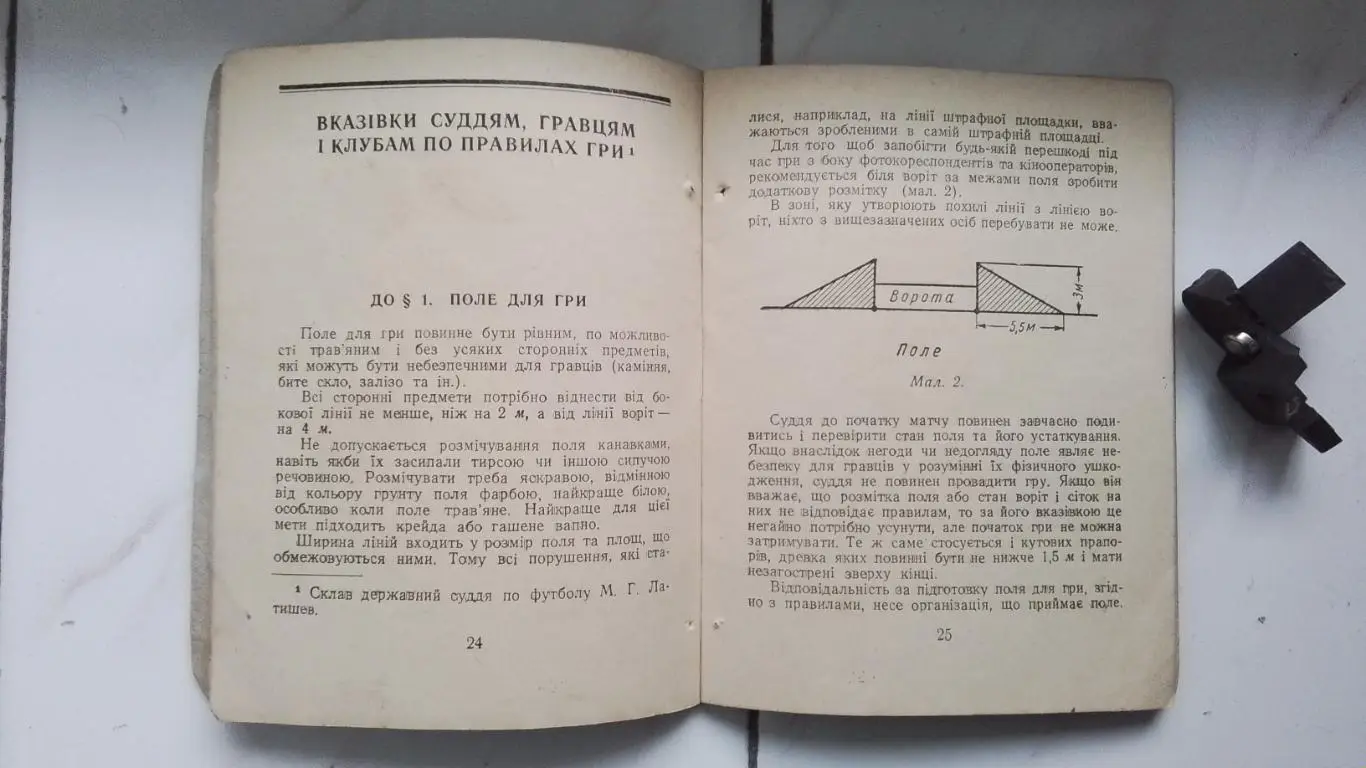 ВКАЗІВКИ СУДДЯМ, ГРАВЦЯМ
І КЛУБАМ ПО ПРАВИЛАХ ГРИ ¹
ДО § 1. ПОЛЕ ДЛЯ ГРИ
Поле для гри повинне бути рівним, по можливо-
сті трав'яним і без усяких сторонніх предметів,
які можуть бути небезпечними для гравців (каміння,
бите скло, залізо та ін.).
Всі сторонні предмети потрібно віднести від бо-
кової лінії не менше, ніж на 2 м, а від лінії воріт —
на 4 м.
Не допускається розмічування поля канавками,
навіть якби їх засипали тирсою чи іншою сипучою
речовиною. Розмічувати треба яскравою, відмінною
від кольору грунту поля фарбою, найкраще білою,
особливо коли поле трав'яне. Найкраще для цієї
мети підходить крейда або гашене вапно.
Ширина ліній входить у розмір поля та площ, що
обмежовуються ними. Тому всі порушення, які ста-
¹ Склав державний суддя по футболу М. Г. Ла-
тишев.
24
лися, наприклад, на лінії штрафної площадки, вва-
жаються зробленими в самій штрафній площадці.
Для того щоб запобігти будь-якій перешкоді під
час гри з боку фотокореспондентів та кінооператорів,
рекомендується біля воріт за межами поля зробити
додаткову розмітку (мал. 2).
В зоні, яку утворюють похилі лінії з лінією во-
ріт, ніхто з вищезазначених осіб перебувати не може.
Ворота
3м
5,5м
Поле
Мал. 2.
Суддя до початку матчу повинен завчасно поди-
витись і перевірити стан поля та його устаткування.
Якщо внаслідок негоди чи недогляду поле являє не-
безпеку для гравців у розумінні їх фізичного ушко-
дження, суддя не повинен провадити гру. Якщо він
вважає, що розмітка поля або стан воріт і сіток на
них не відповідає правилам, то за його вказівкою це
негайно потрібно усунути, але початок гри не можна
затримувати. Те ж саме стосується і кутових прапо-
рів, древка яких повинні бути не нижче 1,5 м і мати
незагострені зверху кінці.
Відповідальність за підготовку поля для гри, згід-
но з правилами, несе організація, що приймає поле.
25